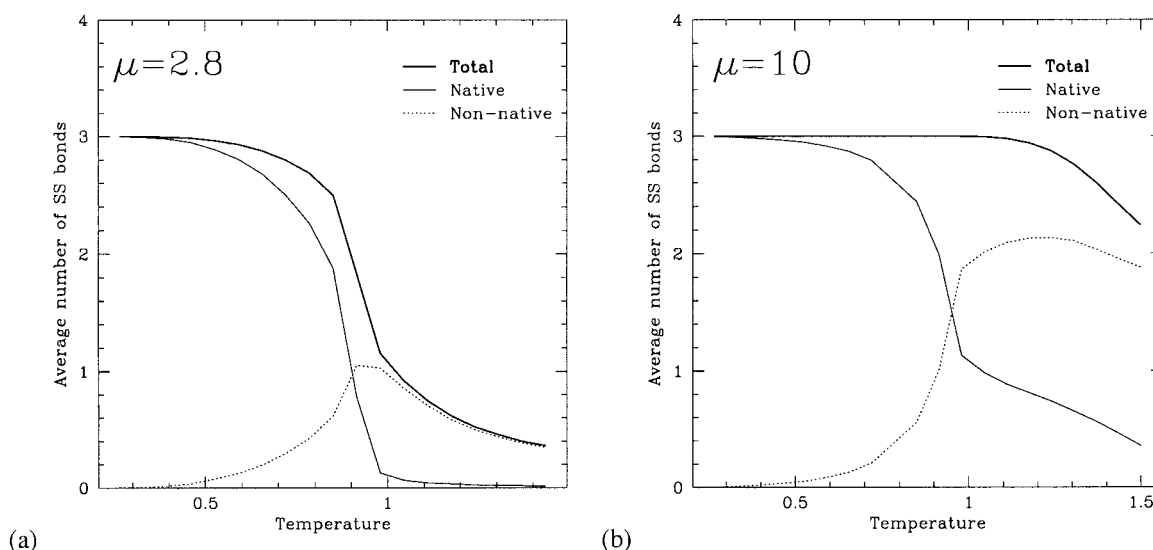 4
3
2
1
0
Average number of SS bonds
μ=2.8
Total
Native
Non-native
0.5
1
Temperature
(a)
4
3
2
1
0
Average number of SS bonds
μ=10
Total
Native
Non-native
0.5
1
1.5
Temperature
(b)